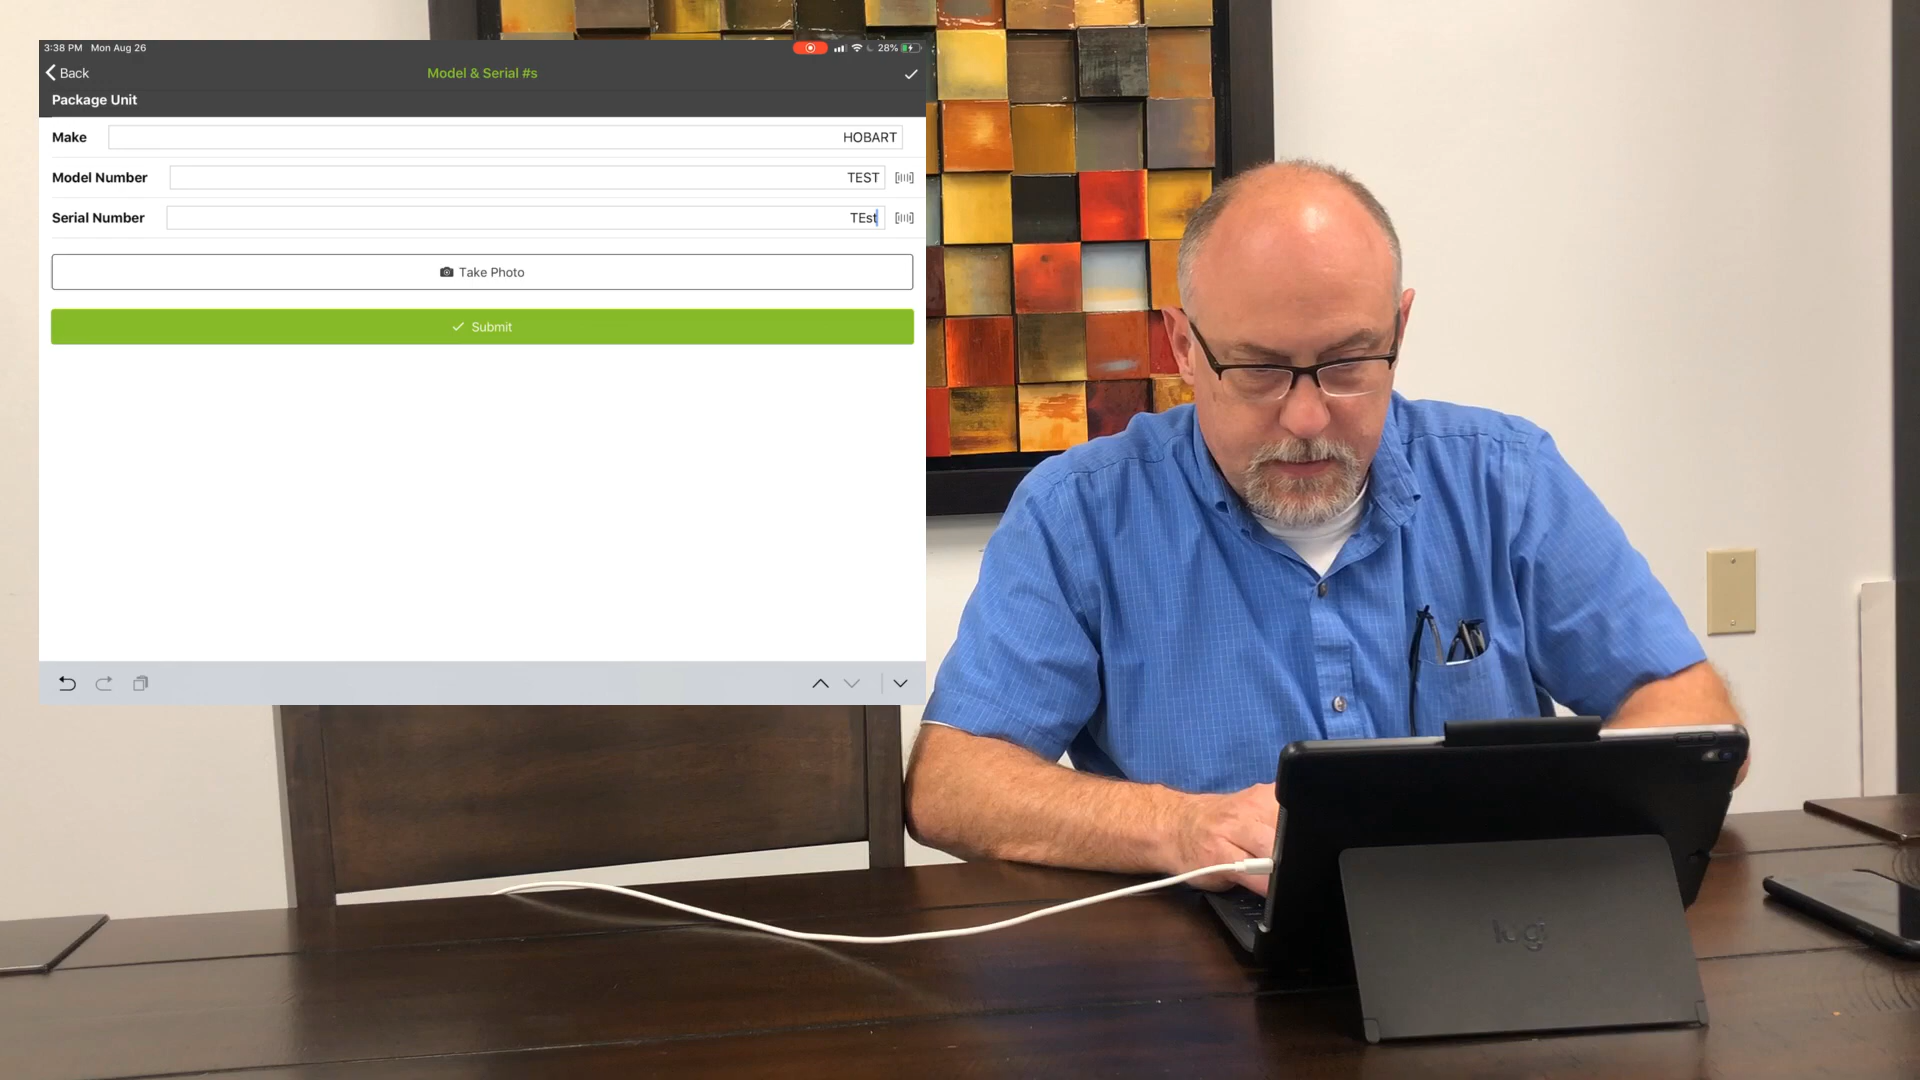 3:38 PM Mon Aug 26 28%
Back Model & Serial #s
Package Unit
Make HOBART
Model Number TEST
Serial Number TEst
Take Photo
Submit
logi